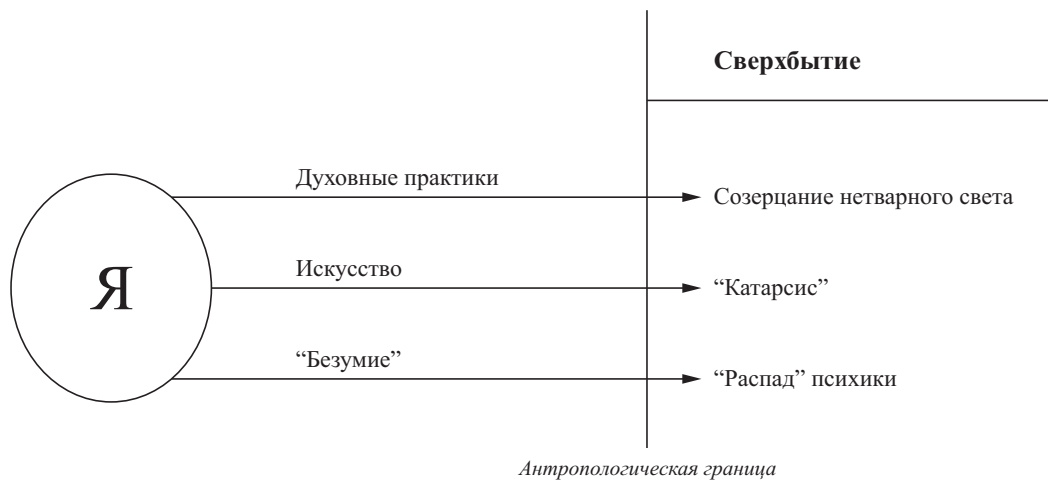 Сверхбытие
Духовные практики
Созерцание нетварного света
Я
Искусство
“Катарсис”
“Безумие”
“Распад” психики
Антропологическая граница